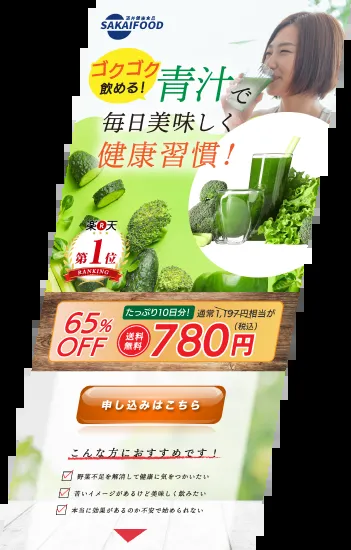 酒井健康食品
SAKAIFOOD
ゴクゴク
飲める！
青汁で
毎日美味しく
健康習慣！
楽天
第1位
RANKING
65%
OFF
たっぷり10日分！
通常1,197円相当が
送料
無料
780円
(税込)
申し込みはこちら
こんな方におすすめです！
野菜不足を解消して健康に気をつかいたい
苦いイメージがあるけど美味しく飲みたい
本当に効果があるのか不安で始められない